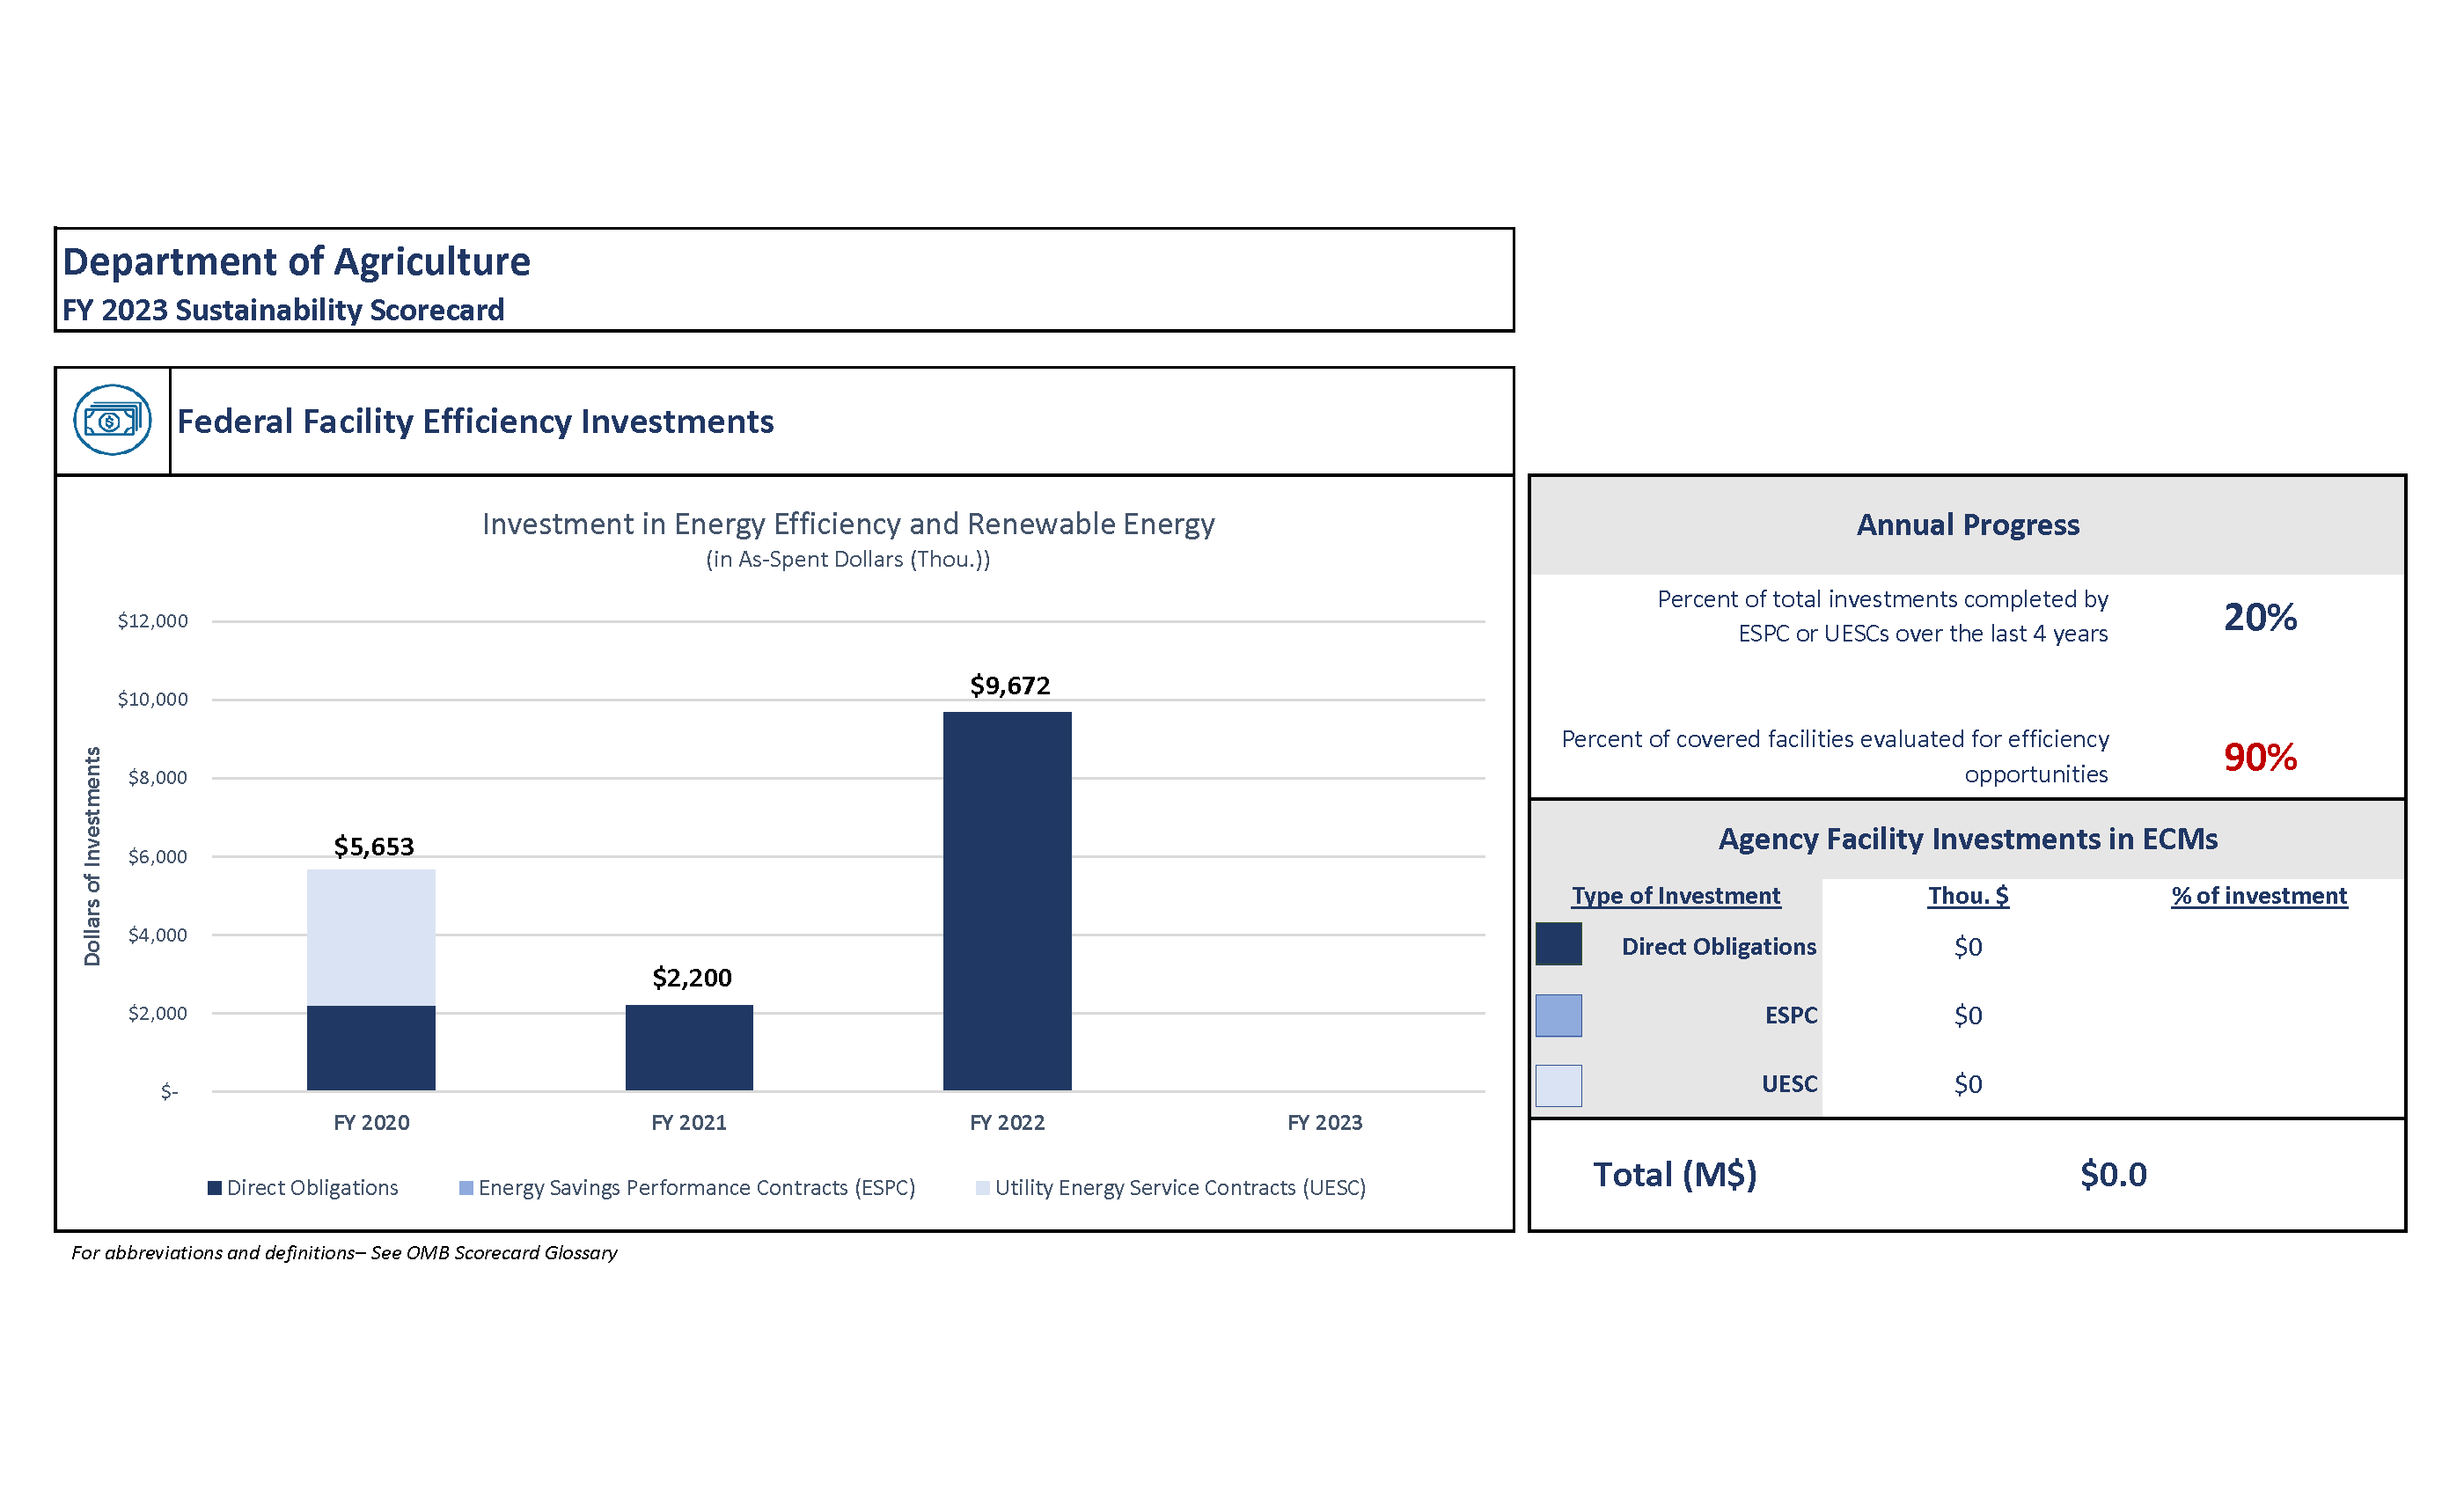 Department of Agriculture
FY 2023 Sustainability Scorecard
Federal Facility Efficiency Investments
Investment in Energy Efficiency and Renewable Energy
(in As-Spent Dollars (Thou.))
Dollars of Investments
$12,000
$10,000
$8,000
$6,000
$4,000
$2,000
$-
$5,653
$2,200
$9,672
FY 2020 FY 2021 FY 2022 FY 2023
Direct Obligations Energy Savings Performance Contracts (ESPC) Utility Energy Service Contracts (UESC)
For abbreviations and definitions– See OMB Scorecard Glossary
Annual Progress
Percent of total investments completed by
ESPC or UESCs over the last 4 years
20%
Percent of covered facilities evaluated for efficiency
opportunities
90%
Agency Facility Investments in ECMs
Type of Investment Thou. $ % of investment
Direct Obligations $0
ESPC $0
UESC $0
Total (M$) $0.0